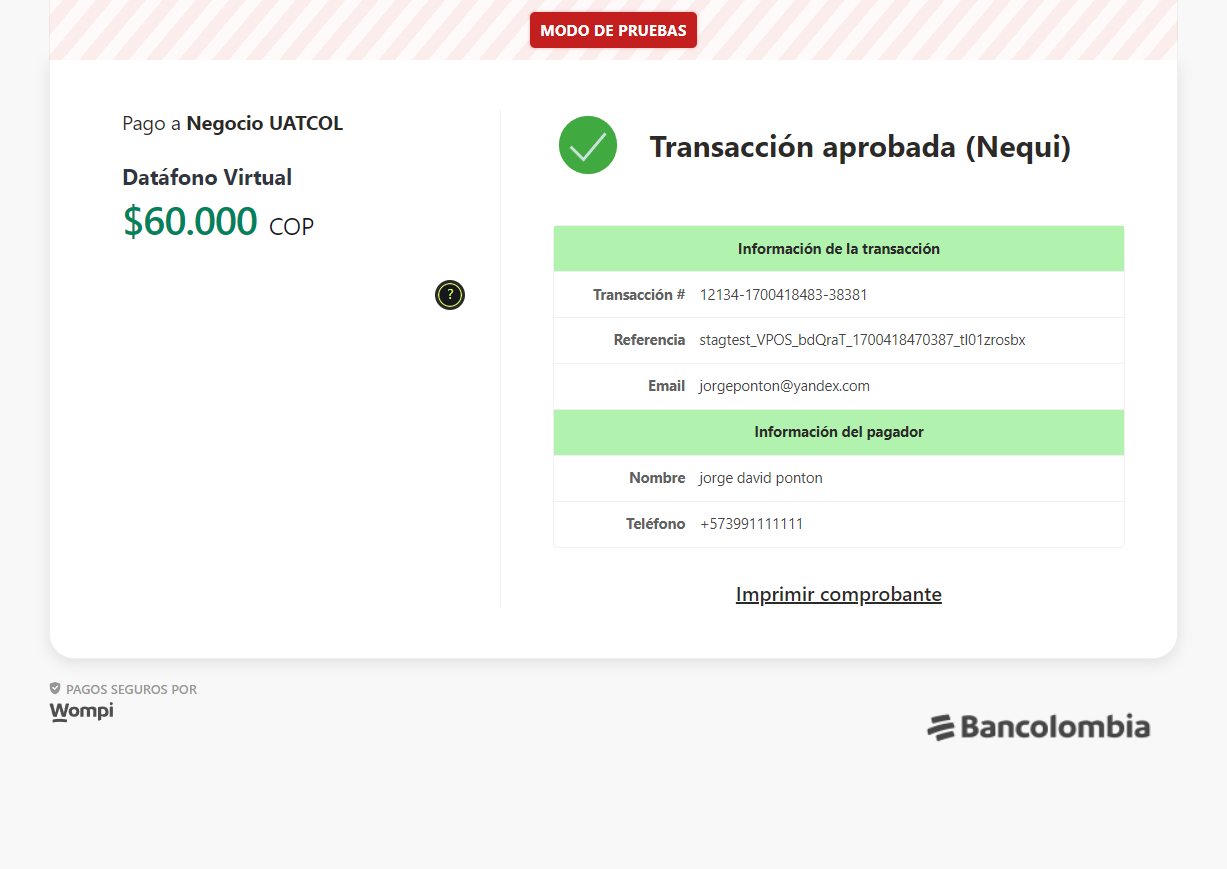 MODO DE PRUEBAS
Pago a Negocio UATCOL
Datáfono Virtual
$60.000 COP
?
Transacción aprobada (Nequi)
Información de la transacción
Transacción # 12134-1700418483-38381
Referencia stagtest_VPOS_bdQraT_1700418470387_tl01zrosbx
Email jorgeponton@yandex.com
Información del pagador
Nombre jorge david ponton
Teléfono +573991111111
Imprimir comprobante
PAGOS SEGUROS POR
Wompi
Bancolombia